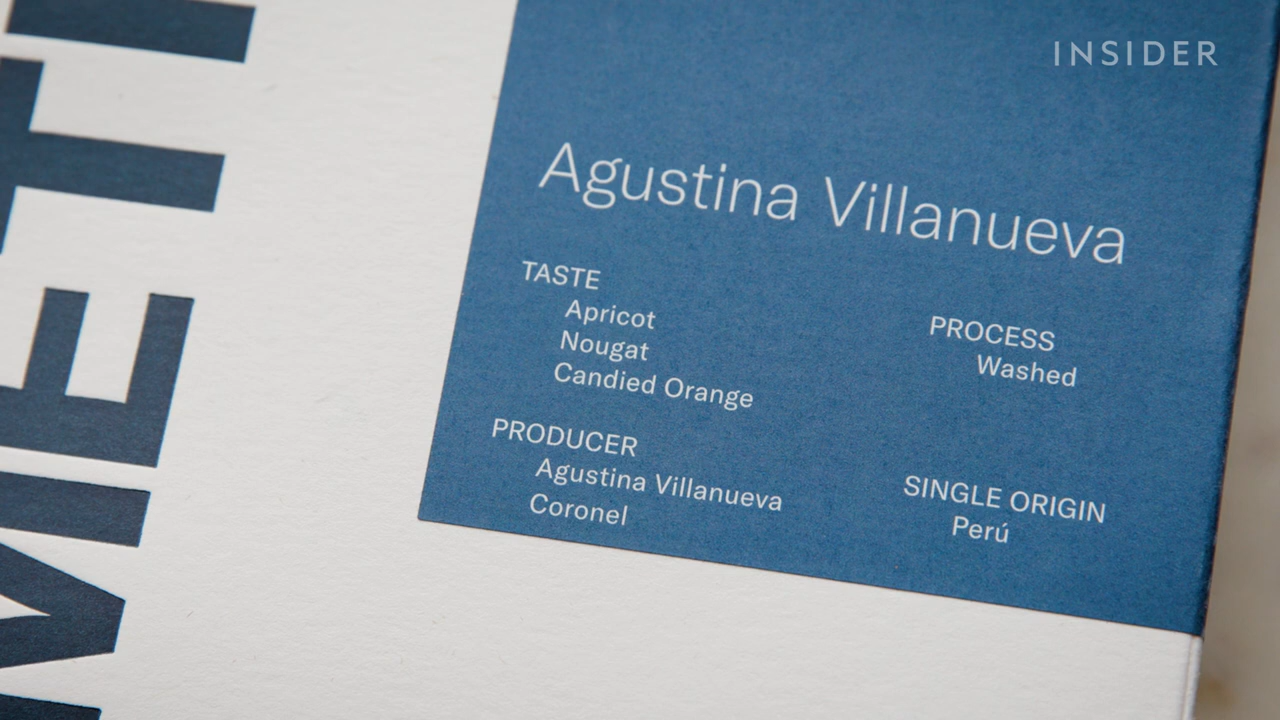 INSIDER
Agustina Villanueva
TASTE
Apricot
Nougat
Candied Orange
PROCESS
Washed
PRODUCER
Agustina Villanueva
Coronel
SINGLE ORIGIN
Perú